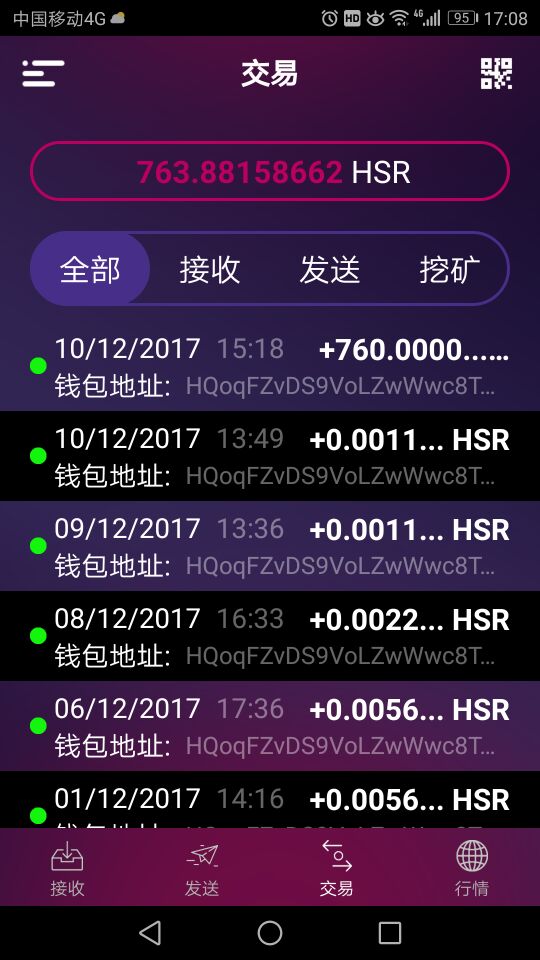 中国移动4G HD 4G 95 17:08
交易
763.88158662 HSR
全部 接收 发送 挖矿
10/12/2017 15:18 +760.0000...…
钱包地址: HQoqFZvDS9VoLZwWwc8T...
10/12/2017 13:49 +0.0011... HSR
钱包地址: HQoqFZvDS9VoLZwWwc8T...
09/12/2017 13:36 +0.0011... HSR
钱包地址: HQoqFZvDS9VoLZwWwc8T...
08/12/2017 16:33 +0.0022... HSR
钱包地址: HQoqFZvDS9VoLZwWwc8T...
06/12/2017 17:36 +0.0056... HSR
钱包地址: HQoqFZvDS9VoLZwWwc8T...
01/12/2017 14:16 +0.0056... HSR
接收 发送 交易 行情